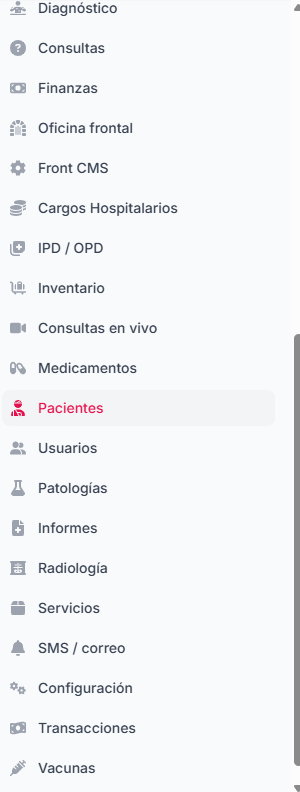 Diagnóstico
Consultas
Finanzas
Oficina frontal
Front CMS
Cargos Hospitalarios
IPD / OPD
Inventario
Consultas en vivo
Medicamentos
Pacientes
Usuarios
Patologías
Informes
Radiología
Servicios
SMS / correo
Configuración
Transacciones
Vacunas